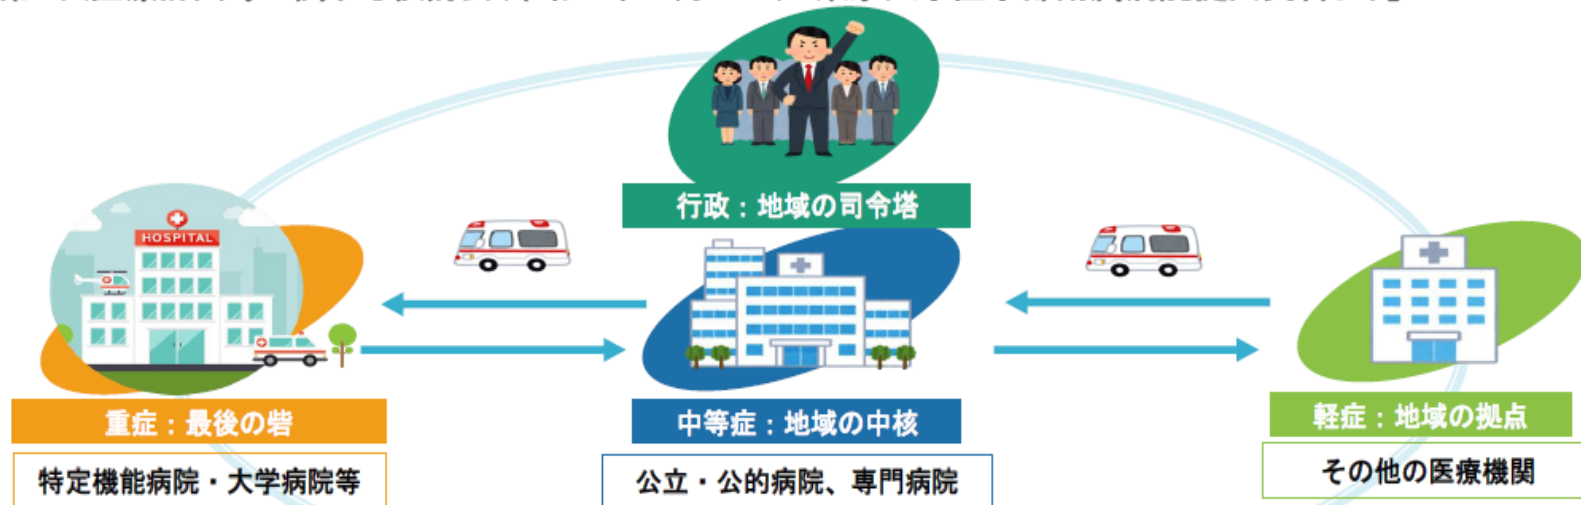 行政：地域の司令塔
HOSPITAL
重症：最後の砦
中等症：地域の中核
軽症：地域の拠点
特定機能病院・大学病院等
公立・公的病院、専門病院
その他の医療機関